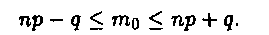 np − q ≤ m₀ ≤ np + q.